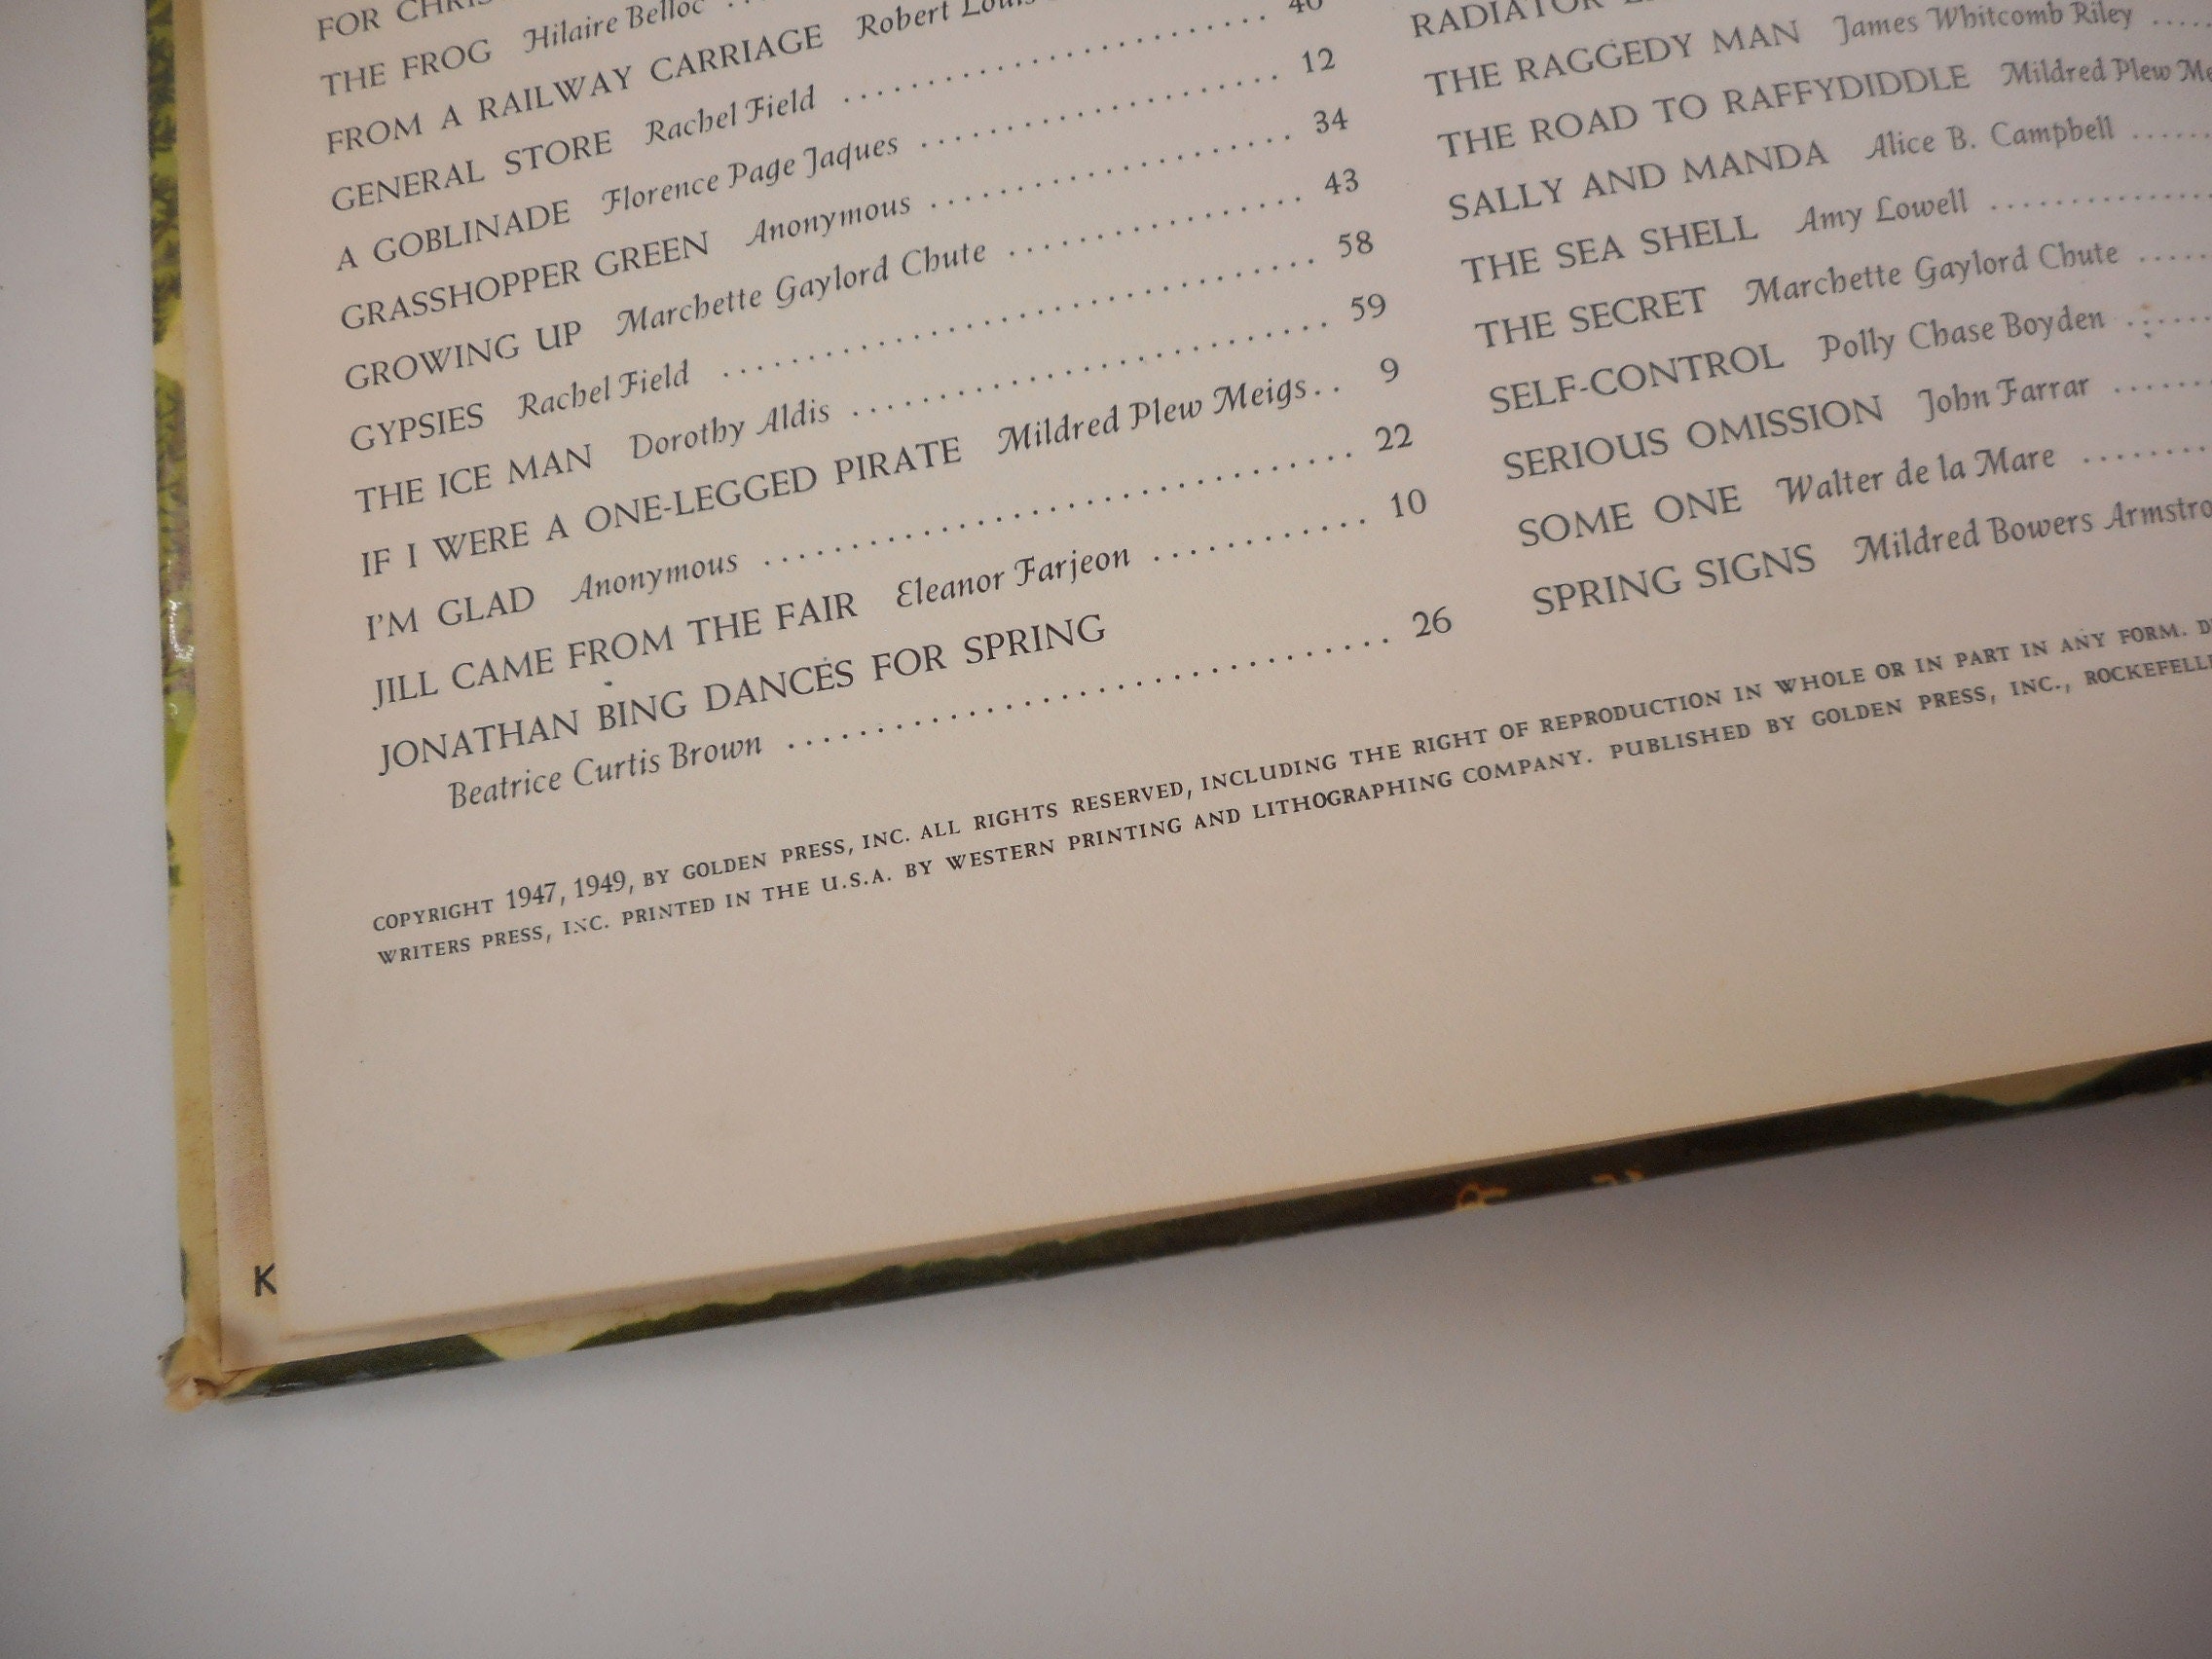 THE FROG Hilaire Belloc ..
FROM A RAILWAY CARRIAGE Robert Louis
GENERAL STORE Rachel Field ..............................
A GOBLINADE Florence Page Jaques ......................... 12
GRASSHOPPER GREEN Anonymous ......................... 34
GROWING UP Marchette Gaylord Chute .................... 43
GYPSIES Rachel Field ........................................ 58
THE ICE MAN Dorothy Aldis ................................. 59
IF I WERE A ONE-LEGGED PIRATE Mildred Plew Meigs.. 9
I'M GLAD Anonymous ........................................ 22
JILL CAME FROM THE FAIR Eleanor Farjeon ............. 10
JONATHAN BING DANCES FOR SPRING
Beatrice Curtis Brown ......................................... 26
RADIATOR
THE RAGGEDY MAN James Whitcomb Riley .....
THE ROAD TO RAFFYDIDDLE Mildred Plew Me
SALLY AND MANDA Alice B. Campbell ......
THE SEA SHELL Amy Lowell ................
THE SECRET Marchette Gaylord Chute .....
SELF-CONTROL Polly Chase Boyden ......
SERIOUS OMISSION John Farrar .......
SOME ONE Walter de la Mare .........
SPRING SIGNS Mildred Bowers Armstro
COPYRIGHT 1947, 1949, BY GOLDEN PRESS, INC. ALL RIGHTS RESERVED, INCLUDING THE RIGHT OF REPRODUCTION IN WHOLE OR IN PART IN ANY FORM. D
WRITERS PRESS, INC. PRINTED IN THE U.S.A. BY WESTERN PRINTING AND LITHOGRAPHING COMPANY. PUBLISHED BY GOLDEN PRESS, INC., ROCKEFELL
K